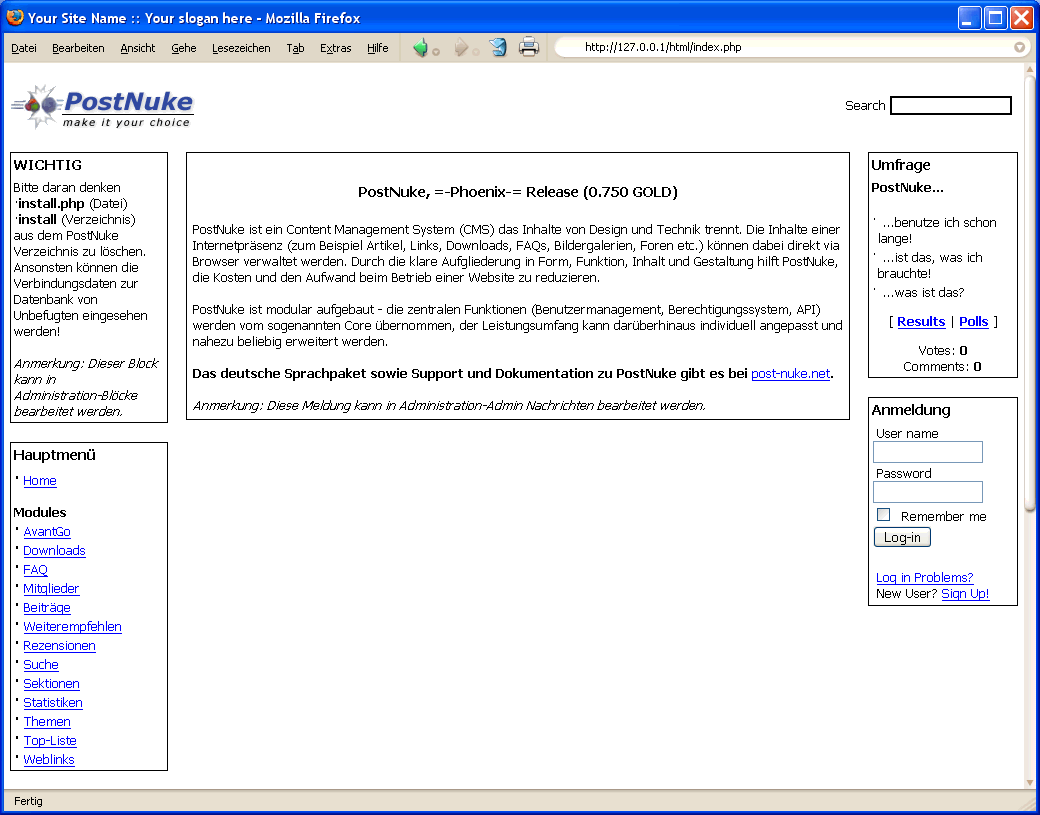 Your Site Name :: Your slogan here - Mozilla Firefox
Datei Bearbeiten Ansicht Gehe Lesezeichen Tab Extras Hilfe
http://127.0.0.1/html/index.php
PostNuke
make it your choice
Search
WICHTIG
Bitte daran denken
·install.php (Datei)
·install (Verzeichnis)
aus dem PostNuke
Verzeichnis zu löschen.
Ansonsten können die
Verbindungsdaten zur
Datenbank von
Unbefugten eingesehen
werden!
Anmerkung: Dieser Block
kann in
Administration-Blöcke
bearbeitet werden.
Hauptmenü
· Home
Modules
· AvantGo
· Downloads
· FAQ
· Mitglieder
· Beiträge
· Weiterempfehlen
· Rezensionen
· Suche
· Sektionen
· Statistiken
· Themen
· Top-Liste
· Weblinks
PostNuke, =-Phoenix-= Release (0.750 GOLD)
PostNuke ist ein Content Management System (CMS) das Inhalte von Design und Technik trennt. Die Inhalte einer
Internetpräsenz (zum Beispiel Artikel, Links, Downloads, FAQs, Bildergalerien, Foren etc.) können dabei direkt via
Browser verwaltet werden. Durch die klare Aufgliederung in Form, Funktion, Inhalt und Gestaltung hilft PostNuke,
die Kosten und den Aufwand beim Betrieb einer Website zu reduzieren.
PostNuke ist modular aufgebaut - die zentralen Funktionen (Benutzermanagement, Berechtigungssystem, API)
werden vom sogenannten Core übernommen, der Leistungsumfang kann darüberhinaus individuell angepasst und
nahezu beliebig erweitert werden.
Das deutsche Sprachpaket sowie Support und Dokumentation zu PostNuke gibt es bei post-nuke.net.
Anmerkung: Diese Meldung kann in Administration-Admin Nachrichten bearbeitet werden.
Umfrage
PostNuke...
· ...benutze ich schon
lange!
· ...ist das, was ich
brauchte!
· ...was ist das?
[ Results | Polls ]
Votes: 0
Comments: 0
Anmeldung
User name
Password
Remember me
Log-in
Log in Problems?
New User? Sign Up!
Fertig